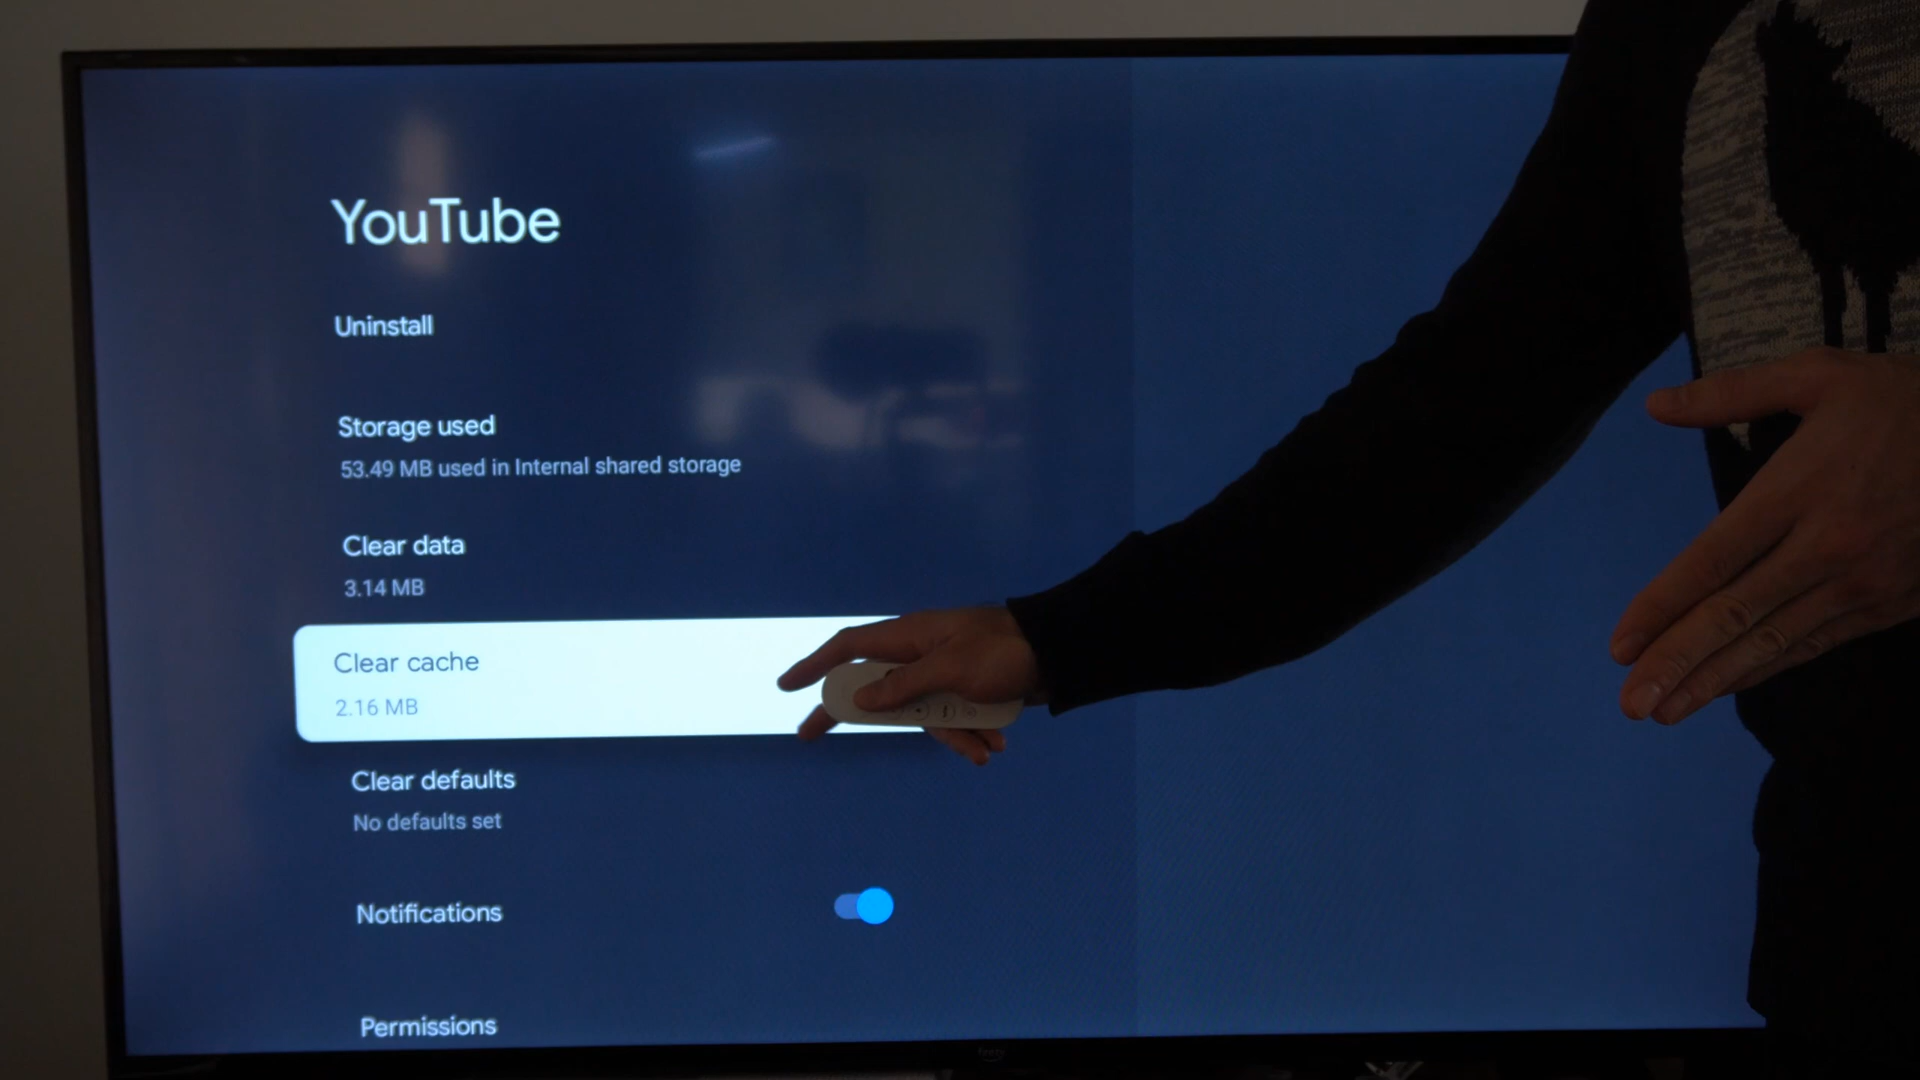 YouTube
Uninstall
Storage used
53.49 MB used in Internal shared storage
Clear data
3.14 MB
Clear cache
2.16 MB
Clear defaults
No defaults set
Notifications
Permissions